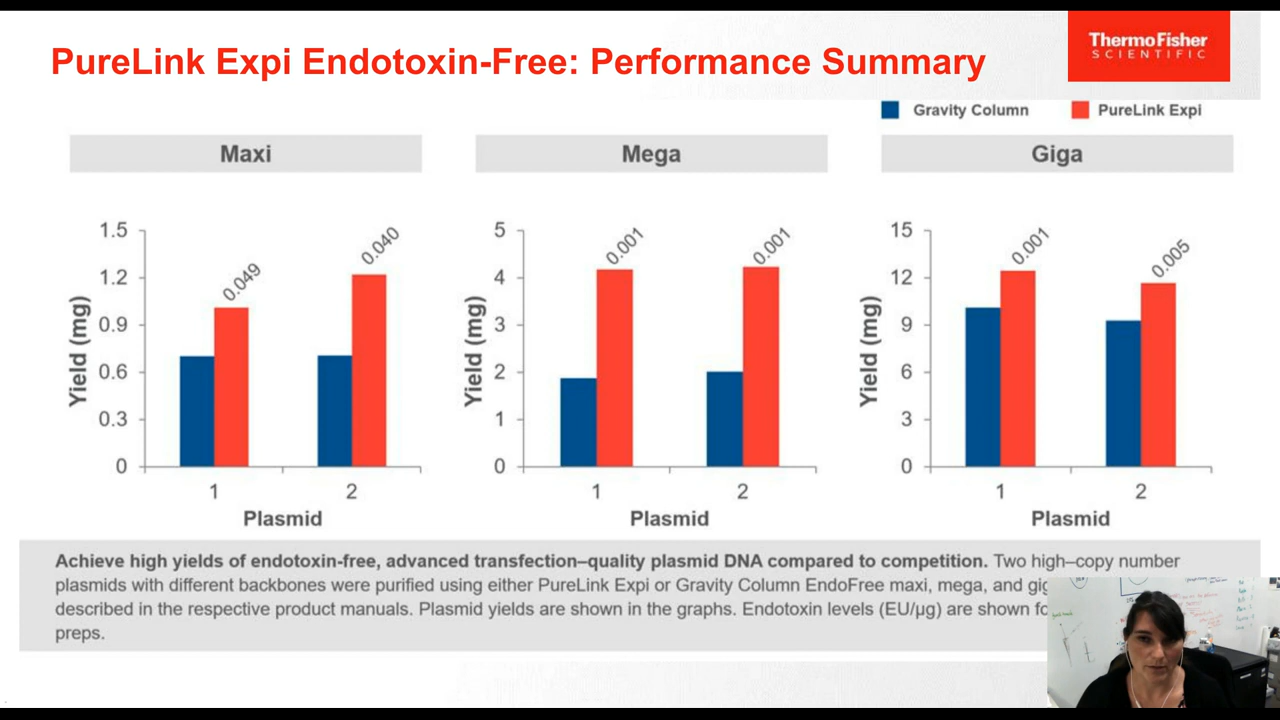 PureLink Expi Endotoxin-Free: Performance Summary
ThermoFisher
SCIENTIFIC
Gravity Column
PureLink Expi
Maxi
Mega
Giga
Yield (mg)
1.5
1.2
0.9
0.6
0.3
0
0.049
0.040
1
2
Plasmid
Yield (mg)
5
4
3
2
1
0
0.001
0.001
1
2
Plasmid
Yield (mg)
15
12
9
6
3
0
0.001
0.005
1
2
Plasmid
Achieve high yields of endotoxin-free, advanced transfection–quality plasmid DNA compared to competition. Two high–copy number
plasmids with different backbones were purified using either PureLink Expi or Gravity Column EndoFree maxi, mega, and
described in the respective product manuals. Plasmid yields are shown in the graphs. Endotoxin levels (EU/µg) are shown
preps.